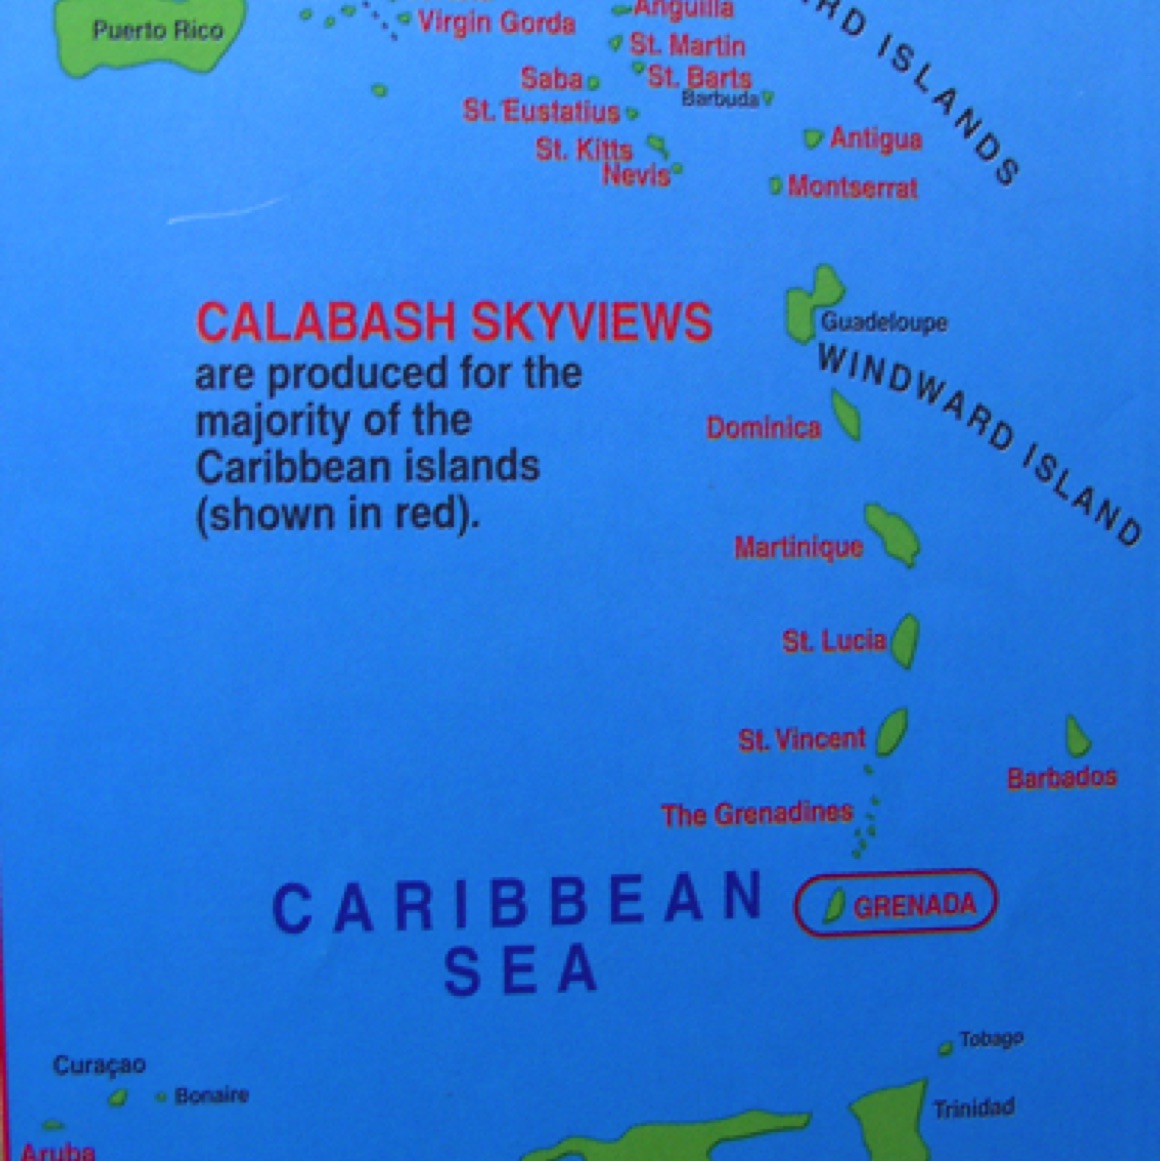 Anguilla
Puerto Rico
Virgin Gorda
St. Martin
ISLANDS
Saba
St. Barts
Barbuda
St. Eustatius
Antigua
St. Kitts
Nevis
Montserrat
CALABASH SKYVIEWS
are produced for the
majority of the
Caribbean islands
(shown in red).
Guadeloupe
WINDWARD ISLAND
Dominica
Martinique
St. Lucia
St. Vincent
Barbados
The Grenadines
CARIBBEAN
SEA
GRENADA
Tobago
Curaçao
Bonaire
Trinidad
Aruba